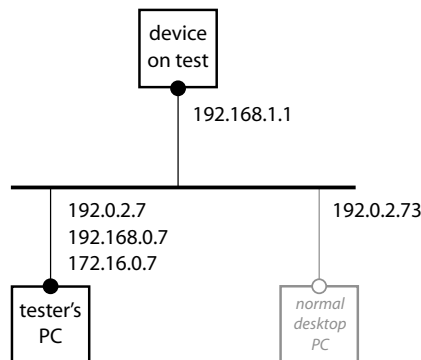 device
on test
192.168.1.1
192.0.2.7
192.168.0.7
172.16.0.7
192.0.2.73
tester's
PC
normal
desktop
PC